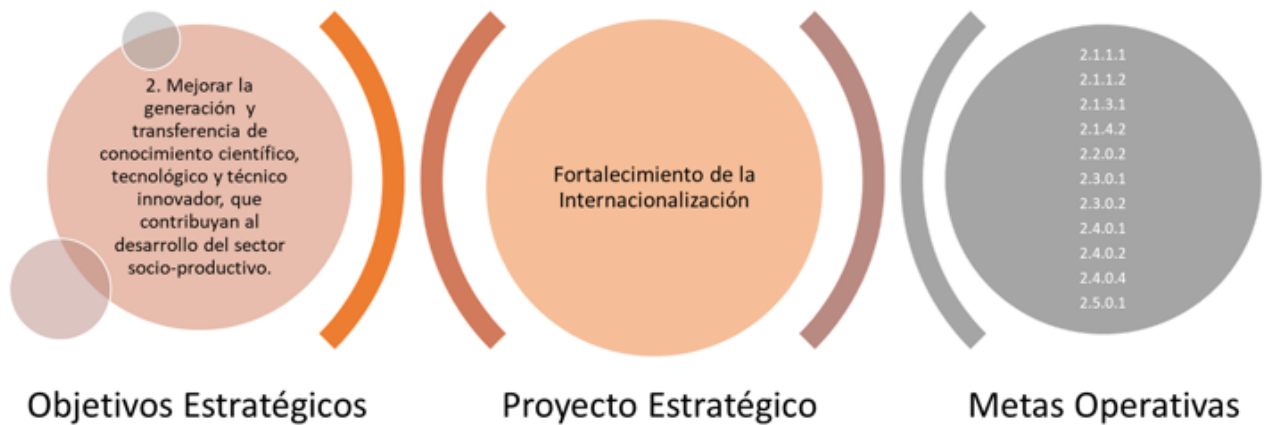 2. Mejorar la
generación y
transferencia de
conocimiento científico,
tecnológico y técnico
innovador, que
contribuyan al
desarrollo del sector
socio-productivo.
Objetivos Estratégicos
Fortalecimiento de la
Internacionalización
Proyecto Estratégico
2.1.1.1
2.1.1.2
2.1.3.1
2.1.4.2
2.2.0.2
2.3.0.1
2.3.0.2
2.4.0.1
2.4.0.2
2.4.0.4
2.5.0.1
Metas Operativas